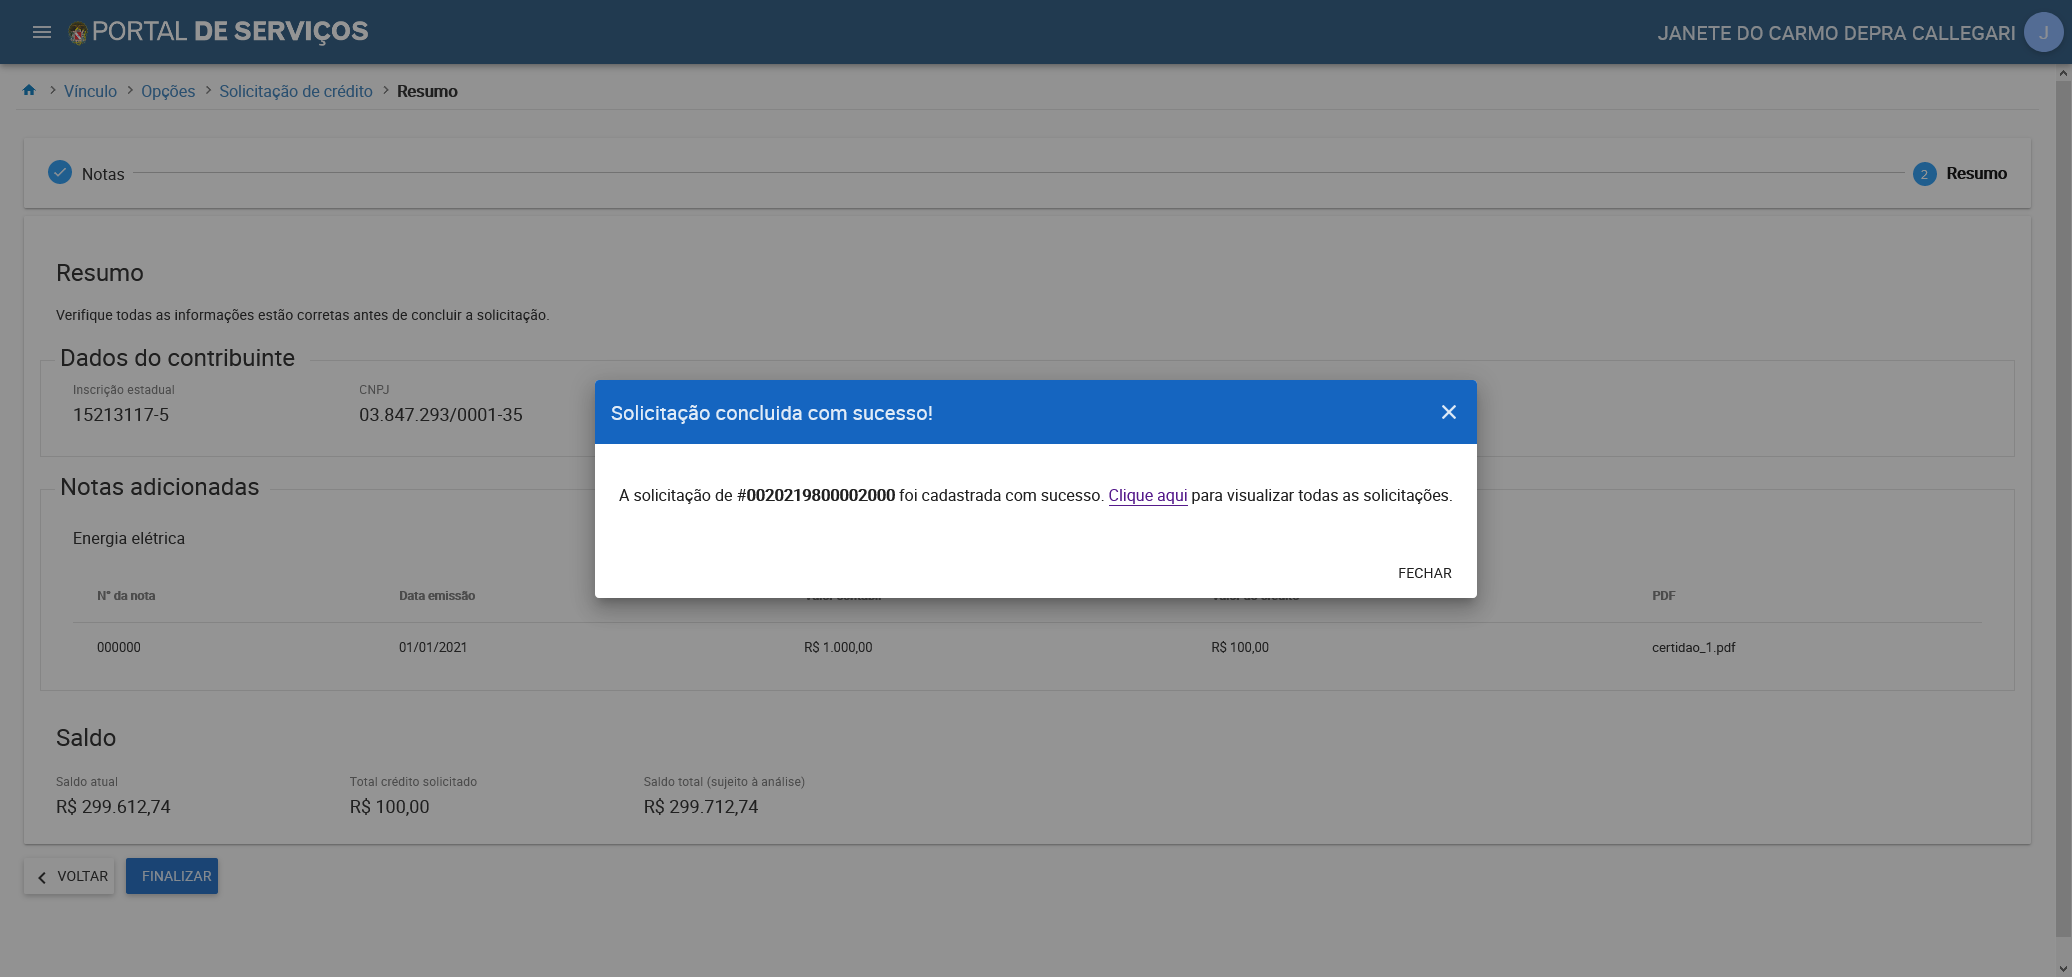 PORTAL DE SERVIÇOS
JANETE DO CARMO DEPRA CALLEGARI J
Vínculo > Opções > Solicitação de crédito > Resumo
Notas
2 Resumo
Resumo
Verifique todas as informações estão corretas antes de concluir a solicitação.
Dados do contribuinte
Inscrição estadual CNPJ
15213117-5 03.847.293/0001-35
Solicitação concluida com sucesso!
A solicitação de #0020219800002000 foi cadastrada com sucesso. Clique aqui para visualizar todas as solicitações.
FECHAR
Notas adicionadas
Energia elétrica
N° da nota Data emissão PDF
000000 01/01/2021 R$ 1.000,00 R$ 100,00 certidao_1.pdf
Saldo
Saldo atual Total crédito solicitado Saldo total (sujeito à análise)
R$ 299.612,74 R$ 100,00 R$ 299.712,74
VOLTAR FINALIZAR